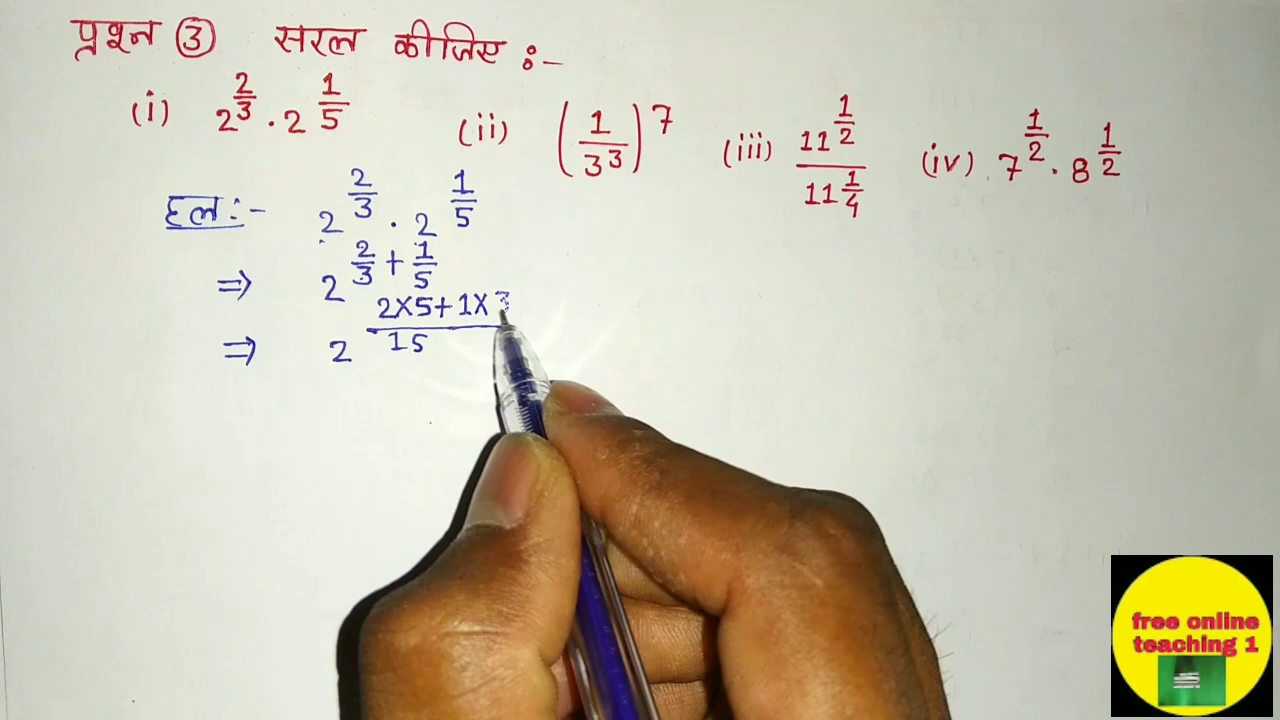 प्रश्न ③ सरल कीजिए :-
(i) 2^{2/3} · 2^{1/5} (ii) (1/3^3)^7 (iii) 11^{1/2}/11^{1/4} (iv) 7^{1/2} · 8^{1/2}
हल :- 2^{2/3} · 2^{1/5}
⇒ 2^{2/3 + 1/5}
⇒ 2^{(2×5+1×3)/15}
free online
teaching 1